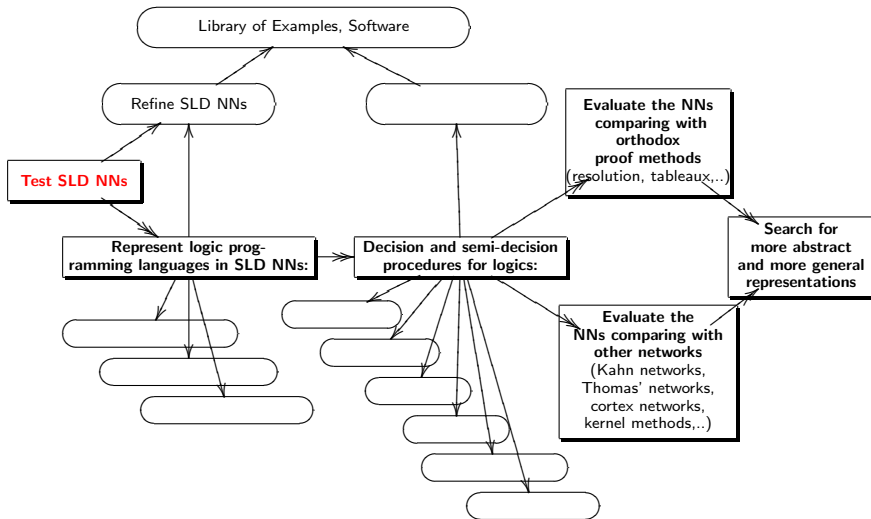 Library of Examples, Software
Refine SLD NNs
Evaluate the NNs
comparing with
orthodox
proof methods
(resolution, tableaux,..)
Test SLD NNs
Represent logic prog-
ramming languages in SLD NNs:
Decision and semi-decision
procedures for logics:
Search for
more abstract
and more general
representations
Evaluate the
NNs comparing with
other networks
(Kahn networks,
Thomas' networks,
cortex networks,
kernel methods,..)